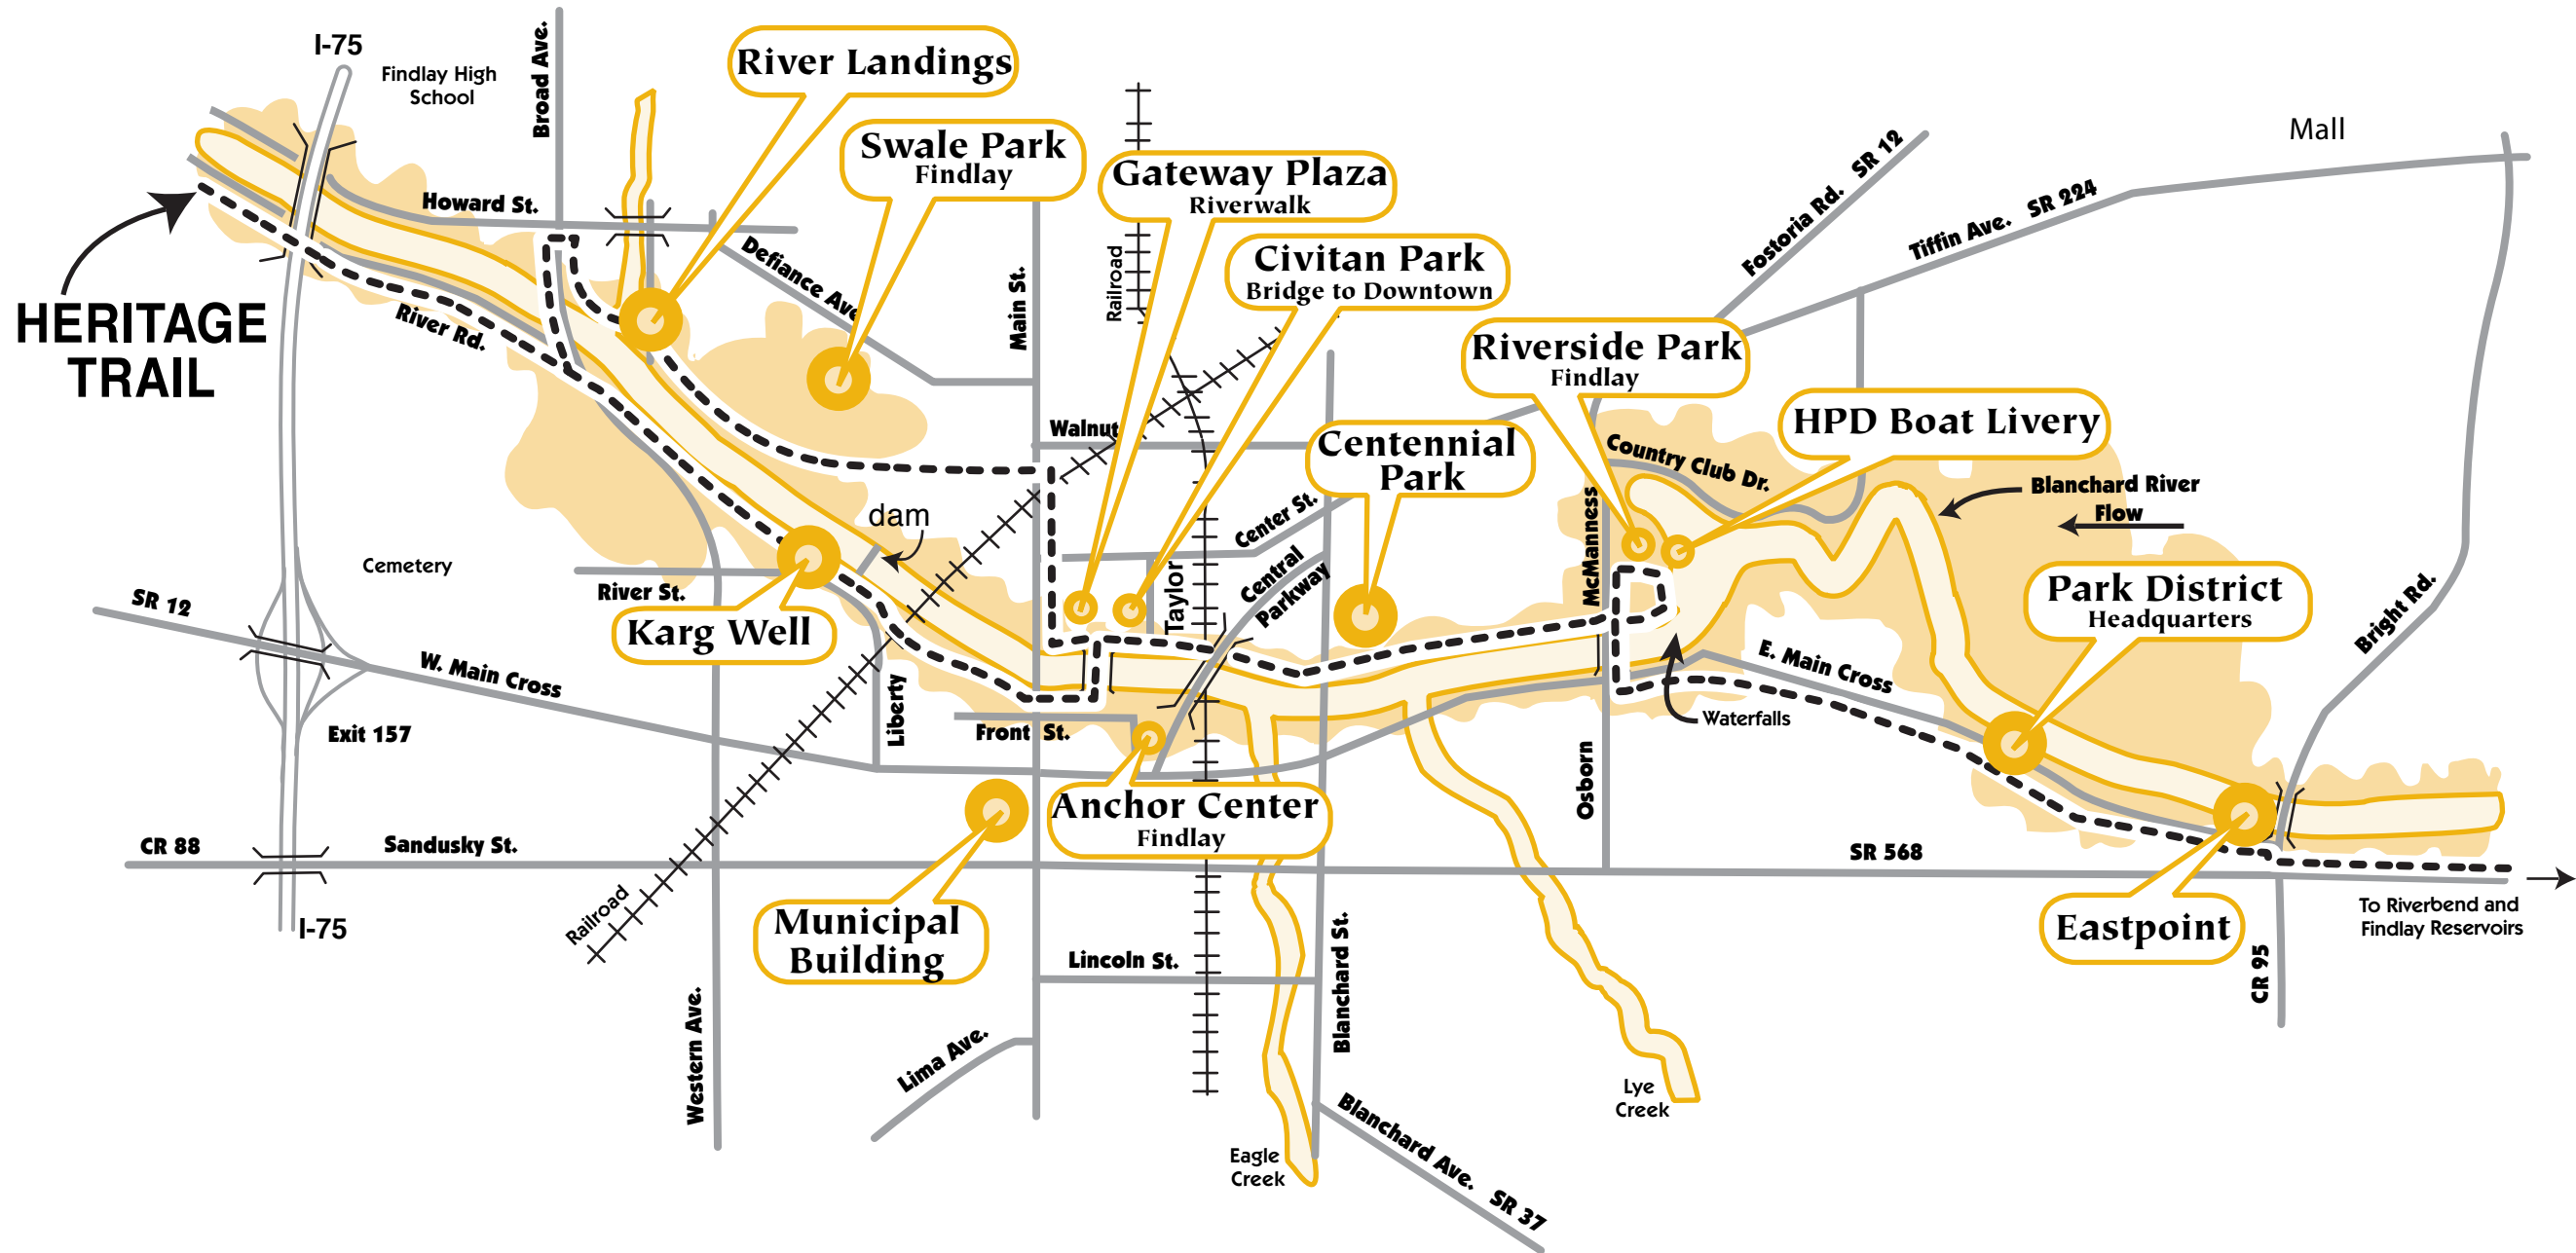 I-75
Findlay High
School
Broad Ave.
River Landings
Swale Park
Findlay
Gateway Plaza
Riverwalk
Civitan Park
Bridge to Downtown
Riverside Park
Findlay
HPD Boat Livery
Centennial
Park
Fostoria Rd. SR 12
Tiffin Ave. SR 224
Mall
Howard St.
Defiance Ave
Main St.
Railroad
HERITAGE
TRAIL
River Rd.
Walnut
Country Club Dr.
Blanchard River
Flow
dam
Center St.
Central
Parkway
Taylor
McManness
Cemetery
River St.
Karg Well
SR 12
W. Main Cross
Exit 157
Liberty
Front St.
Waterfalls
E. Main Cross
Park District
Headquarters
Bright Rd.
Osborn
Anchor Center
Findlay
CR 88
Sandusky St.
SR 568
I-75
Railroad
Municipal
Building
Eastpoint
To Riverbend and
Findlay Reservoirs
CR 95
Lincoln St.
Blanchard St.
Western Ave.
Lima Ave.
Eagle
Creek
Lye
Creek
Blanchard Ave. SR 37